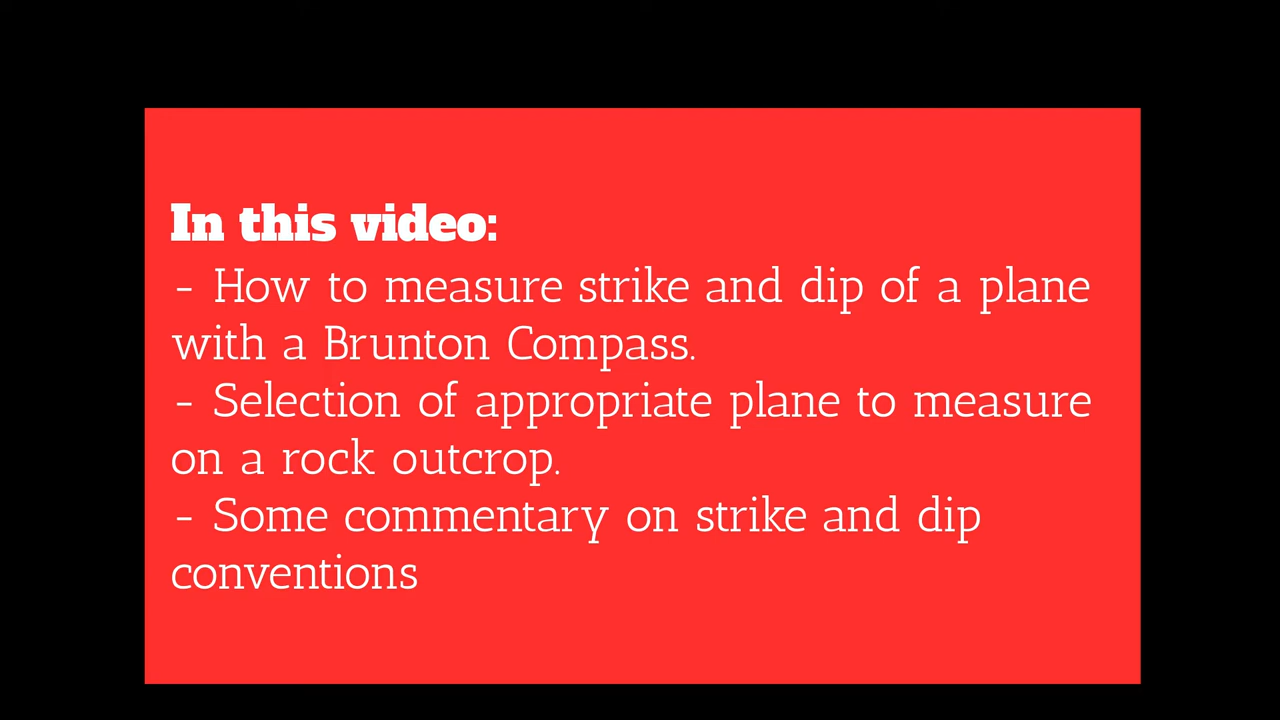 In this video:
- How to measure strike and dip of a plane
with a Brunton Compass.
- Selection of appropriate plane to measure
on a rock outcrop.
- Some commentary on strike and dip
conventions